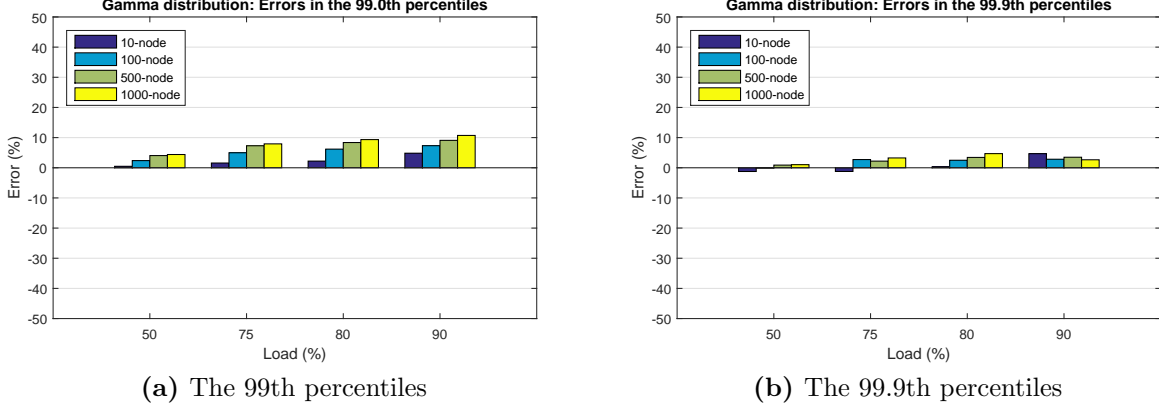 Gamma distribution: Errors in the 99.0th percentiles
50
40
30
20
10
0
-10
-20
-30
-40
-50
Error (%)
10-node
100-node
500-node
1000-node
50
75
80
90
Load (%)
(a) The 99th percentiles
Gamma distribution: Errors in the 99.9th percentiles
50
40
30
20
10
0
-10
-20
-30
-40
-50
Error (%)
10-node
100-node
500-node
1000-node
50
75
80
90
Load (%)
(b) The 99.9th percentiles